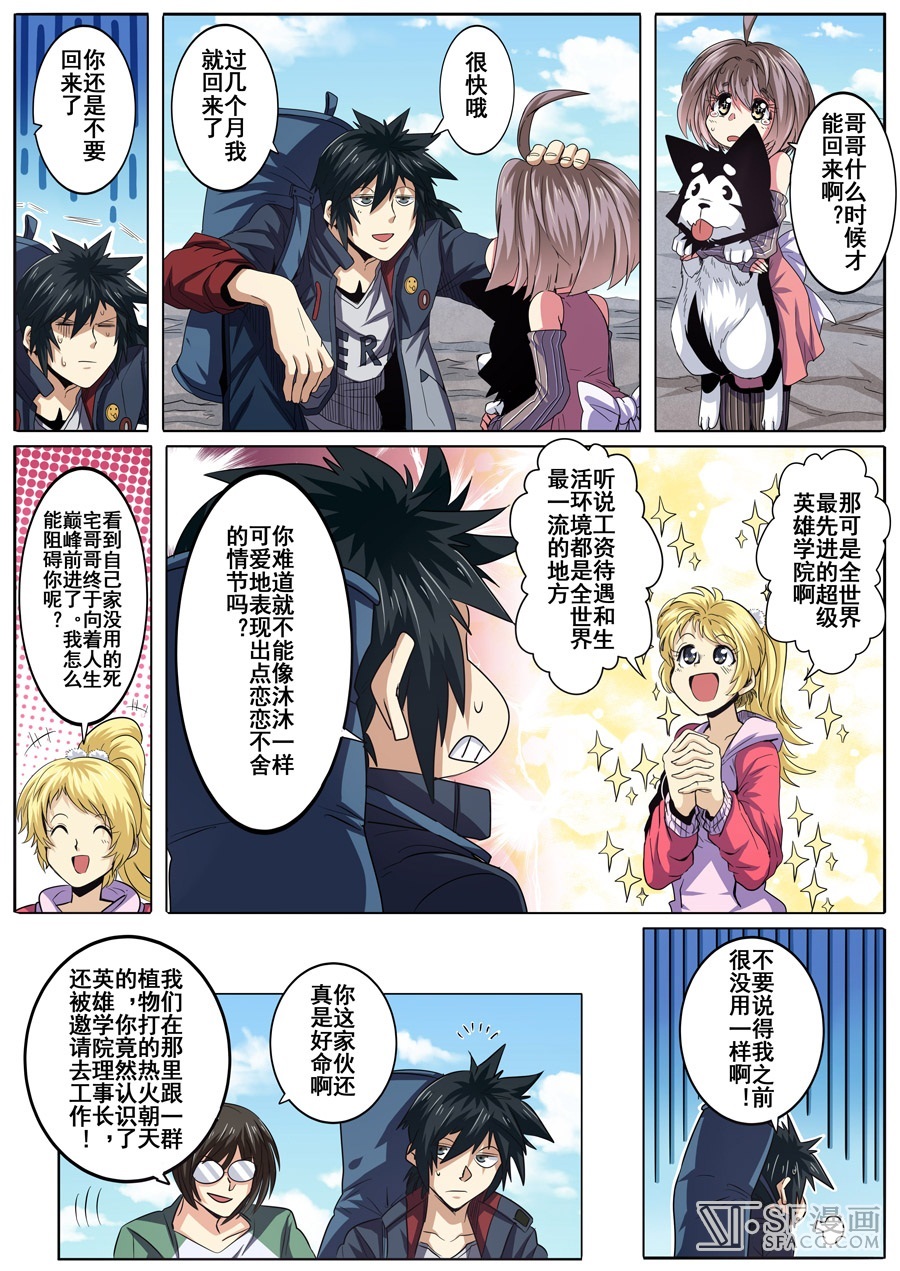 哥哥什么时候才
能回来啊？
很快哦
过几个月我
就回来了
你还是不要
回来了
ER
那可是全世界
最先进的超级
英雄学院啊
听说工资待遇和生
活环境都是全世界
最一流的地方
你难道就不能像沐沐一样
可爱地表现出点恋恋不舍
的情节吗？
看到自己家没用的死
宅哥哥终于向着人生
巅峰前进了。我怎么
能阻得你呢？
不要说得我之前
很没用一样啊！
你这家伙还
真是好命啊
我们在那里跟一群
植物打的热火朝天
的，你竟然认识了
英雄学院理事长，
还被邀请去工作！
SF漫画
SFACG.COM